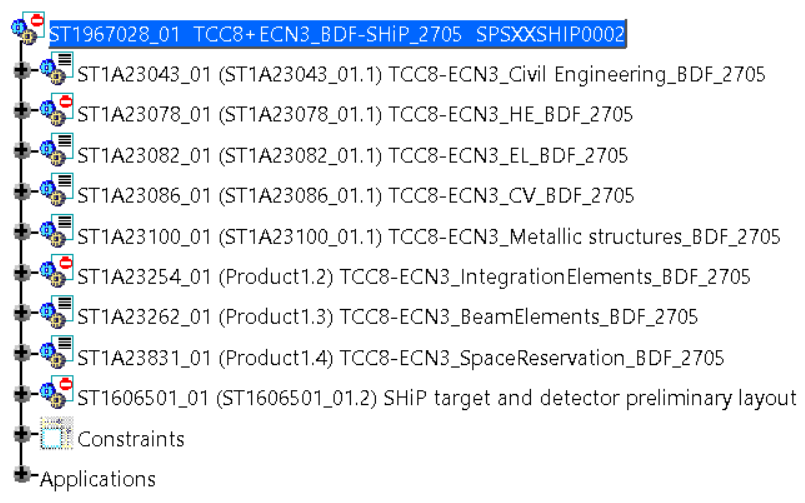 ST1967028_01 TCC8+ECN3_BDF-SHiP_2705 SPSXXSHIP0002
ST1A23043_01 (ST1A23043_01.1) TCC8-ECN3_Civil Engineering_BDF_2705
ST1A23078_01 (ST1A23078_01.1) TCC8-ECN3_HE_BDF_2705
ST1A23082_01 (ST1A23082_01.1) TCC8-ECN3_EL_BDF_2705
ST1A23086_01 (ST1A23086_01.1) TCC8-ECN3_CV_BDF_2705
ST1A23100_01 (ST1A23100_01.1) TCC8-ECN3_Metallic structures_BDF_2705
ST1A23254_01 (Product1.2) TCC8-ECN3_IntegrationElements_BDF_2705
ST1A23262_01 (Product1.3) TCC8-ECN3_BeamElements_BDF_2705
ST1A23831_01 (Product1.4) TCC8-ECN3_SpaceReservation_BDF_2705
ST1606501_01 (ST1606501_01.2) SHiP target and detector preliminary layout
Constraints
Applications